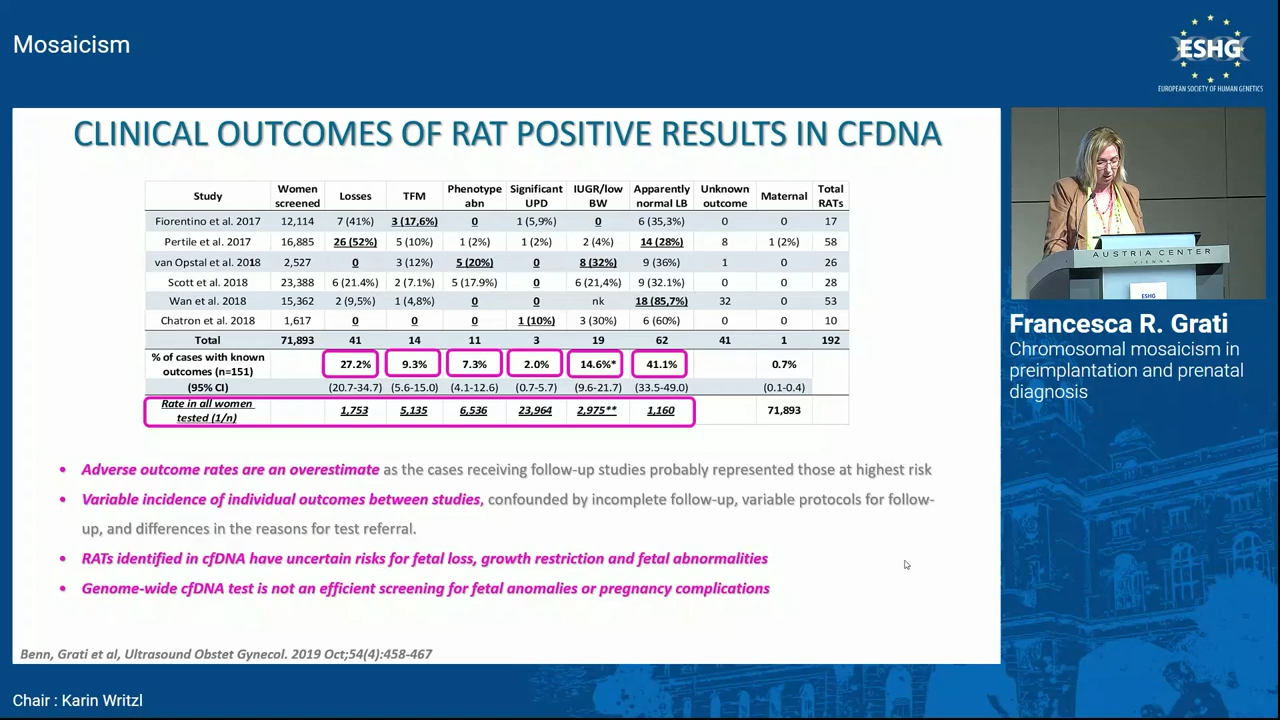 Mosaicism
ESHG
EUROPEAN SOCIETY OF HUMAN GENETICS
CLINICAL OUTCOMES OF RAT POSITIVE RESULTS IN CFDNA
Study Women screened Losses TFM Phenotype abn Significant UPD IUGR/low BW Apparently normal LB Unknown outcome Maternal Total RATs
Fiorentino et al. 2017 12,114 7 (41%) 3 (17,6%) 0 1 (5,9%) 0 6 (35,3%) 0 0 17
Pertile et al. 2017 16,885 26 (52%) 5 (10%) 1 (2%) 1 (2%) 2 (4%) 14 (28%) 8 1 (2%) 58
van Opstal et al. 2018 2,527 0 3 (12%) 5 (20%) 0 8 (32%) 9 (36%) 1 0 26
Scott et al. 2018 23,388 6 (21.4%) 2 (7.1%) 5 (17.9%) 0 6 (21,4%) 9 (32.1%) 0 0 28
Wan et al. 2018 15,362 2 (9,5%) 1 (4,8%) 0 0 nk 18 (85,7%) 32 0 53
Chatron et al. 2018 1,617 0 0 0 1 (10%) 3 (30%) 6 (60%) 0 0 10
Total 71,893 41 14 11 3 19 62 41 1 192
% of cases with known outcomes (n=151) 27.2% 9.3% 7.3% 2.0% 14.6%* 41.1% 0.7%
(95% CI) (20.7-34.7) (5.6-15.0) (4.1-12.6) (0.7-5.7) (9.6-21.7) (33.5-49.0) (0.1-0.4)
Rate in all women tested (1/n) 1,753 5,135 6,536 23,964 2,975** 1,160 71,893
• Adverse outcome rates are an overestimate as the cases receiving follow-up studies probably represented those at highest risk
• Variable incidence of individual outcomes between studies, confounded by incomplete follow-up, variable protocols for follow-
up, and differences in the reasons for test referral.
• RATs identified in cfDNA have uncertain risks for fetal loss, growth restriction and fetal abnormalities
• Genome-wide cfDNA test is not an efficient screening for fetal anomalies or pregnancy complications
Benn, Grati et al, Ultrasound Obstet Gynecol. 2019 Oct;54(4):458-467
AUSTRIA CENTER
VIENNA
ESHG
Francesca R. Grati
Chromosomal mosaicism in
preimplantation and prenatal
diagnosis
Chair : Karin Writzl